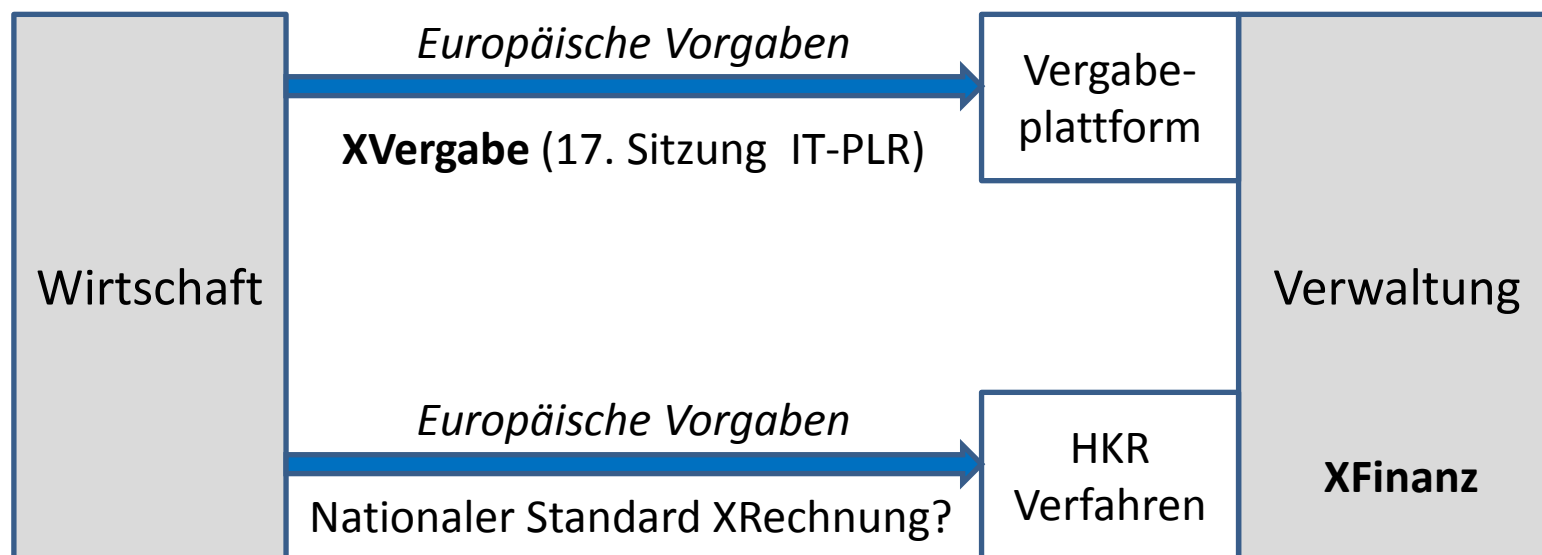 Europäische Vorgaben
XVergabe (17. Sitzung IT-PLR)
Vergabe-
plattform
Wirtschaft
Verwaltung
Europäische Vorgaben
Nationaler Standard XRechnung?
HKR
Verfahren
XFinanz